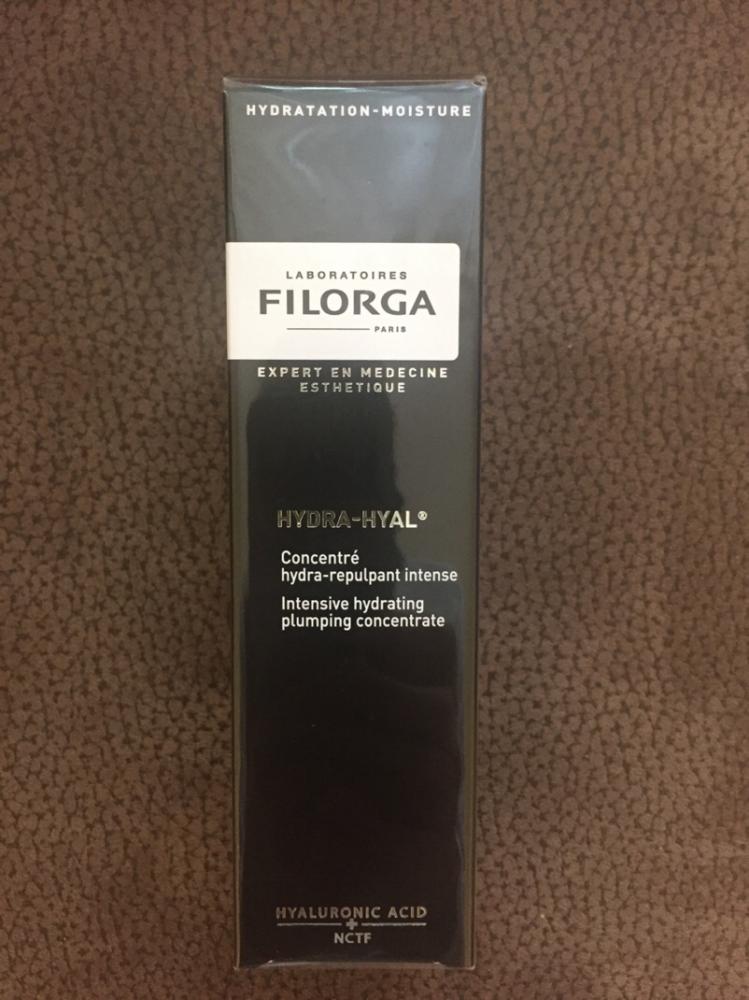 HYDRATATION-MOISTURE
LABORATOIRES
FILORGA
PARIS
EXPERT EN MEDECINE
ESTHETIQUE
HYDRA-HYAL®
Concentré
hydra-repulpant intense
Intensive hydrating
plumping concentrate
HYALURONIC ACID
+
NCTF